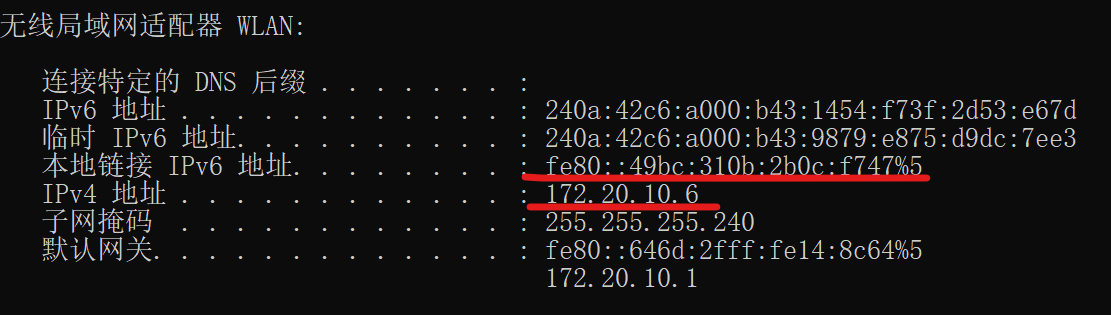 无线局域网适配器 WLAN:
连接特定的 DNS 后缀 . . . . . . . :
IPv6 地址 . . . . . . . . . . . . : 240a:42c6:a000:b43:1454:f73f:2d53:e67d
临时 IPv6 地址. . . . . . . . . . : 240a:42c6:a000:b43:9879:e875:d9dc:7ee3
本地链接 IPv6 地址. . . . . . . . : fe80::49bc:310b:2b0c:f747%5
IPv4 地址 . . . . . . . . . . . . : 172.20.10.6
子网掩码  . . . . . . . . . . . . : 255.255.255.240
默认网关. . . . . . . . . . . . . : fe80::646d:2fff:fe14:8c64%5
172.20.10.1